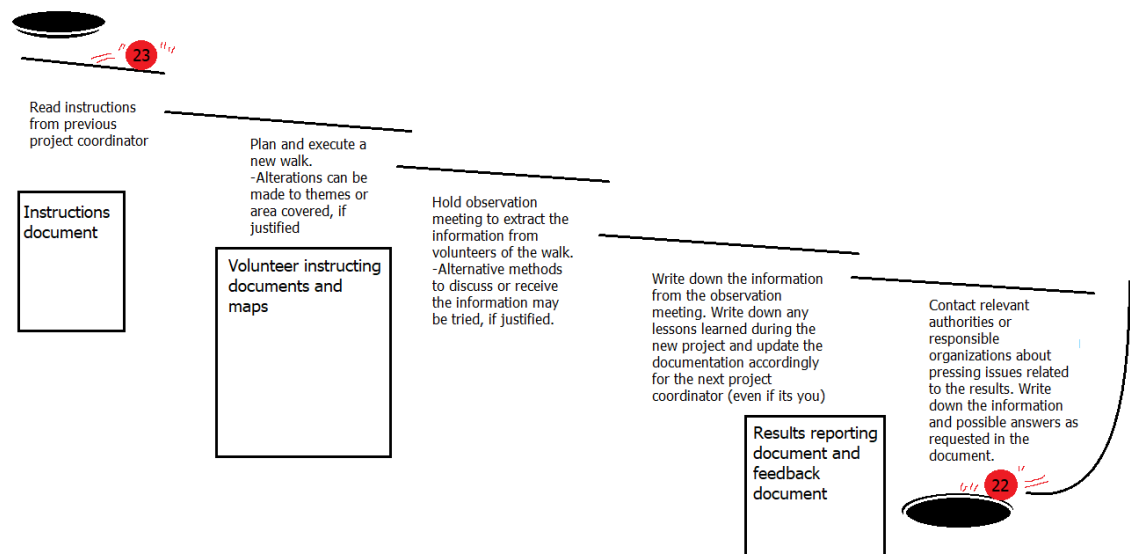 23
Read instructions
from previous
project coordinator
Instructions
document
Plan and execute a
new walk.
-Alterations can be
made to themes or
area covered, if
justified
Volunteer instructing
documents and
maps
Hold observation
meeting to extract the
information from
volunteers of the walk.
-Alternative methods
to discuss or receive
the information may
be tried, if justified.
Write down the information
from the observation
meeting. Write down any
lessons learned during the
new project and update the
documentation accordingly
for the next project
coordinator (even if its you)
Results reporting
document and
feedback
document
Contact relevant
authorities or
responsible
organizations about
pressing issues related
to the results. Write
down the information
and possible answers as
requested in the
document.
22